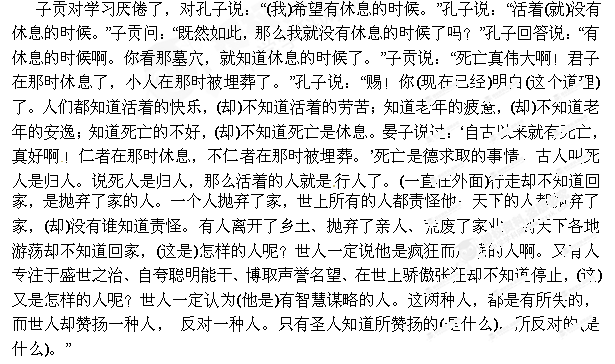 子贡对学习厌倦了，对孔子说：“(我)希望有休息的时候。”孔子说：“活着(就)没有
休息的时候。”子贡问：“既然如此，那么我就没有休息的时候了吗？”孔子回答说：“有
休息的时候啊。你看那墓穴，就知道休息的时候了。”子贡说：“死亡真伟大啊！君子
在那时休息了，小人在那时被埋葬了。”孔子说：“赐！你(现在已经)明白(这个道理)
了。人们都知道活着的快乐，(却)不知道活着的劳苦；知道老年的疲惫，(却)不知道老
年的安逸；知道死亡的不好，(却)不知道死亡是休息。晏子说过：‘自古以来就有死亡，
真好啊！仁者在那时休息，不仁者在那时被埋葬。’死亡是德求取的事情。古人叫死
人是归人。说死人是归人，那么活着的人就是行人了。(一直在外面)行走却不知道回
家，是抛弃了家的人。一个人抛弃了家，世上所有的人都责怪他；天下的人都抛弃了
家，(却)没有谁知道责怪。有人离开了乡土、抛弃了亲人、荒废了家业、到天下各地
游荡却不知道回家，(这是)怎样的人呢？世人一定说他是疯狂而的人啊。又有人
专注于盛世之治、自夸聪明能干、博取声誉名望、在世上骄傲张狂却不知道停止，(这)
又是怎样的人呢？世人一定认为(他是)有智慧谋略的人。这两种人，都是有所失的，
而世人却赞扬一种人， 反对一种人。只有圣人知道所赞扬的(是什么)，所反对的(是
什么)。”